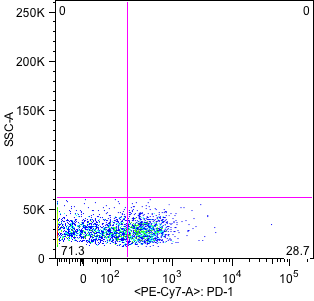 0 0
250K
200K
150K
100K
50K
0
SSC-A
71.3 28.7
0 10^2 10^3 10^4 10^5
<PE-Cy7-A>: PD-1